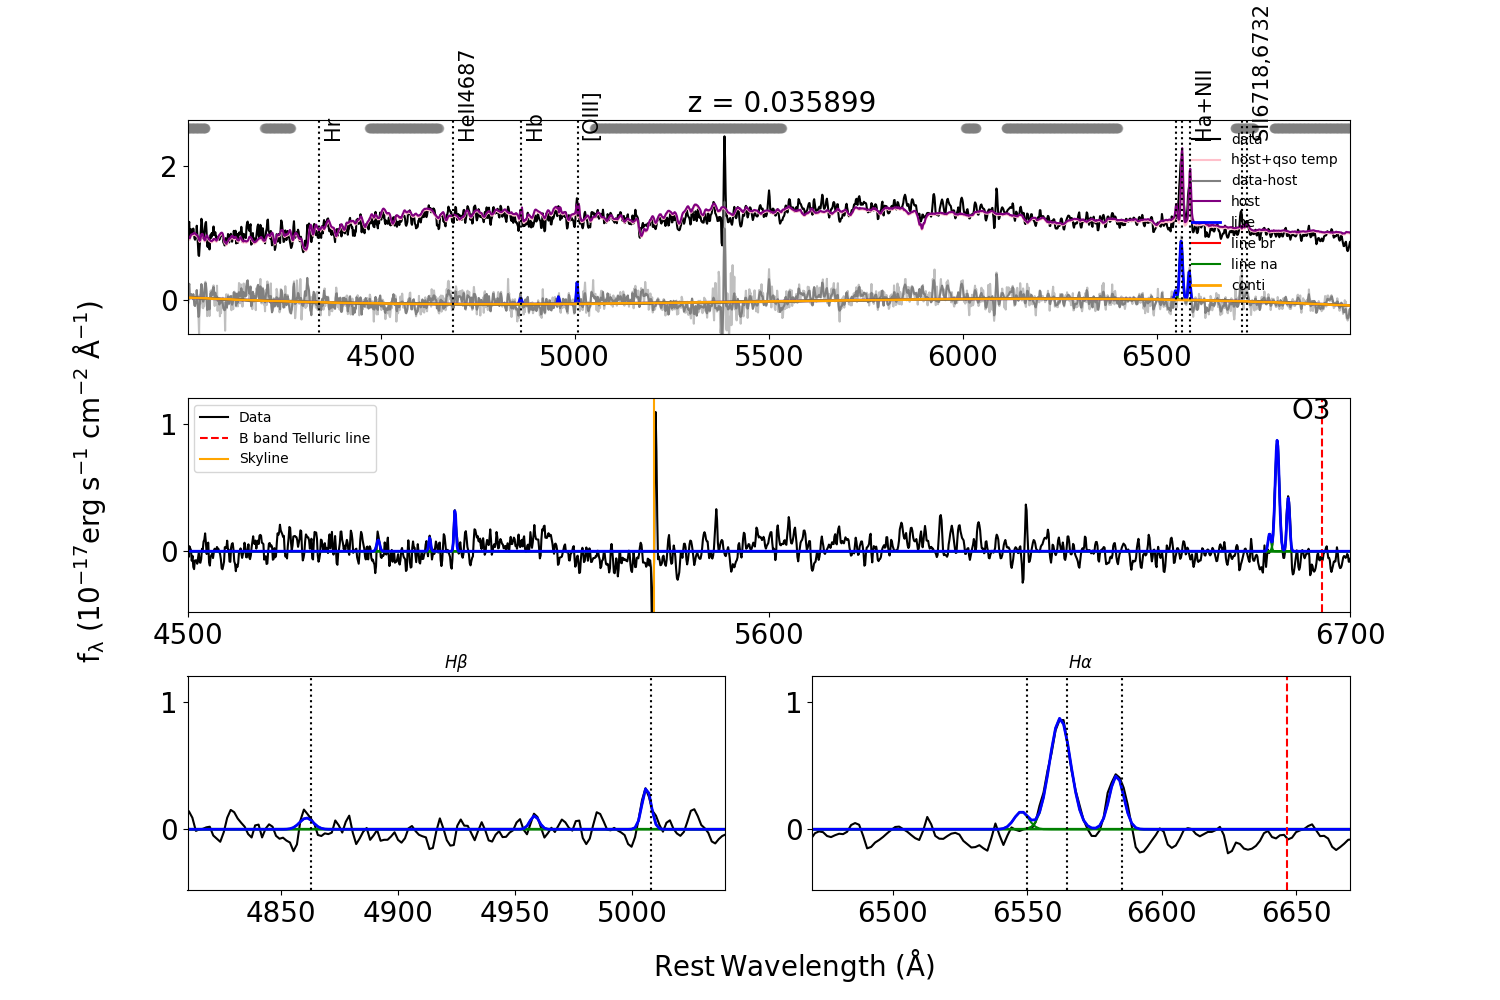 z = 0.035899
Hr
HeII4687
Hb
[OIII]
Ha+NII
SII6718,6732
data
host+qso temp
data-host
host
line
line br
line na
conti
2
0
4500 5000 5500 6000 6500
f_λ (10⁻¹⁷erg s⁻¹ cm⁻² Å⁻¹)
Data
B band Telluric line
Skyline
O3
1
0
4500 5600 6700
Hβ
1
0
4850 4900 4950 5000
Hα
1
0
6500 6550 6600 6650
Rest Wavelength (Å)